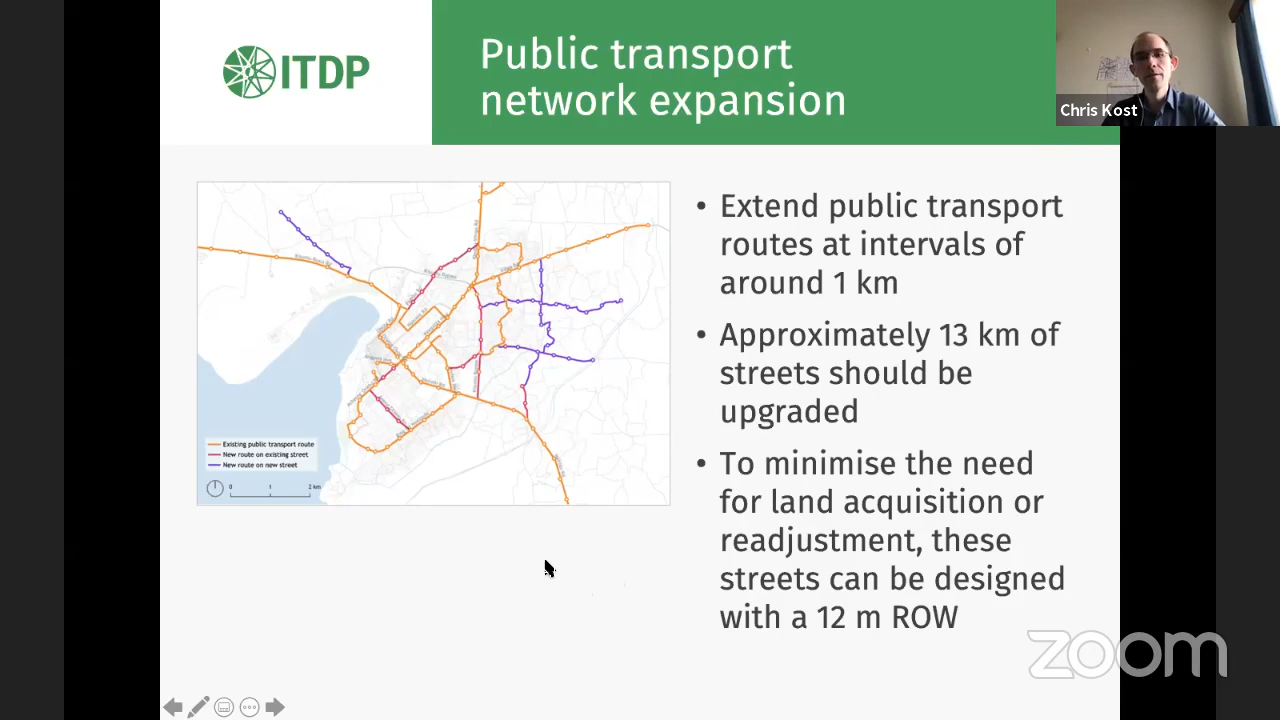 ITDP
Public transport
network expansion
Chris Kost
• Extend public transport
routes at intervals of
around 1 km
• Approximately 13 km of
streets should be
upgraded
• To minimise the need
for land acquisition or
readjustment, these
streets can be designed
with a 12 m ROW
Existing public transport route
New route on existing street
New route on new street
0 1 2 km
zoom